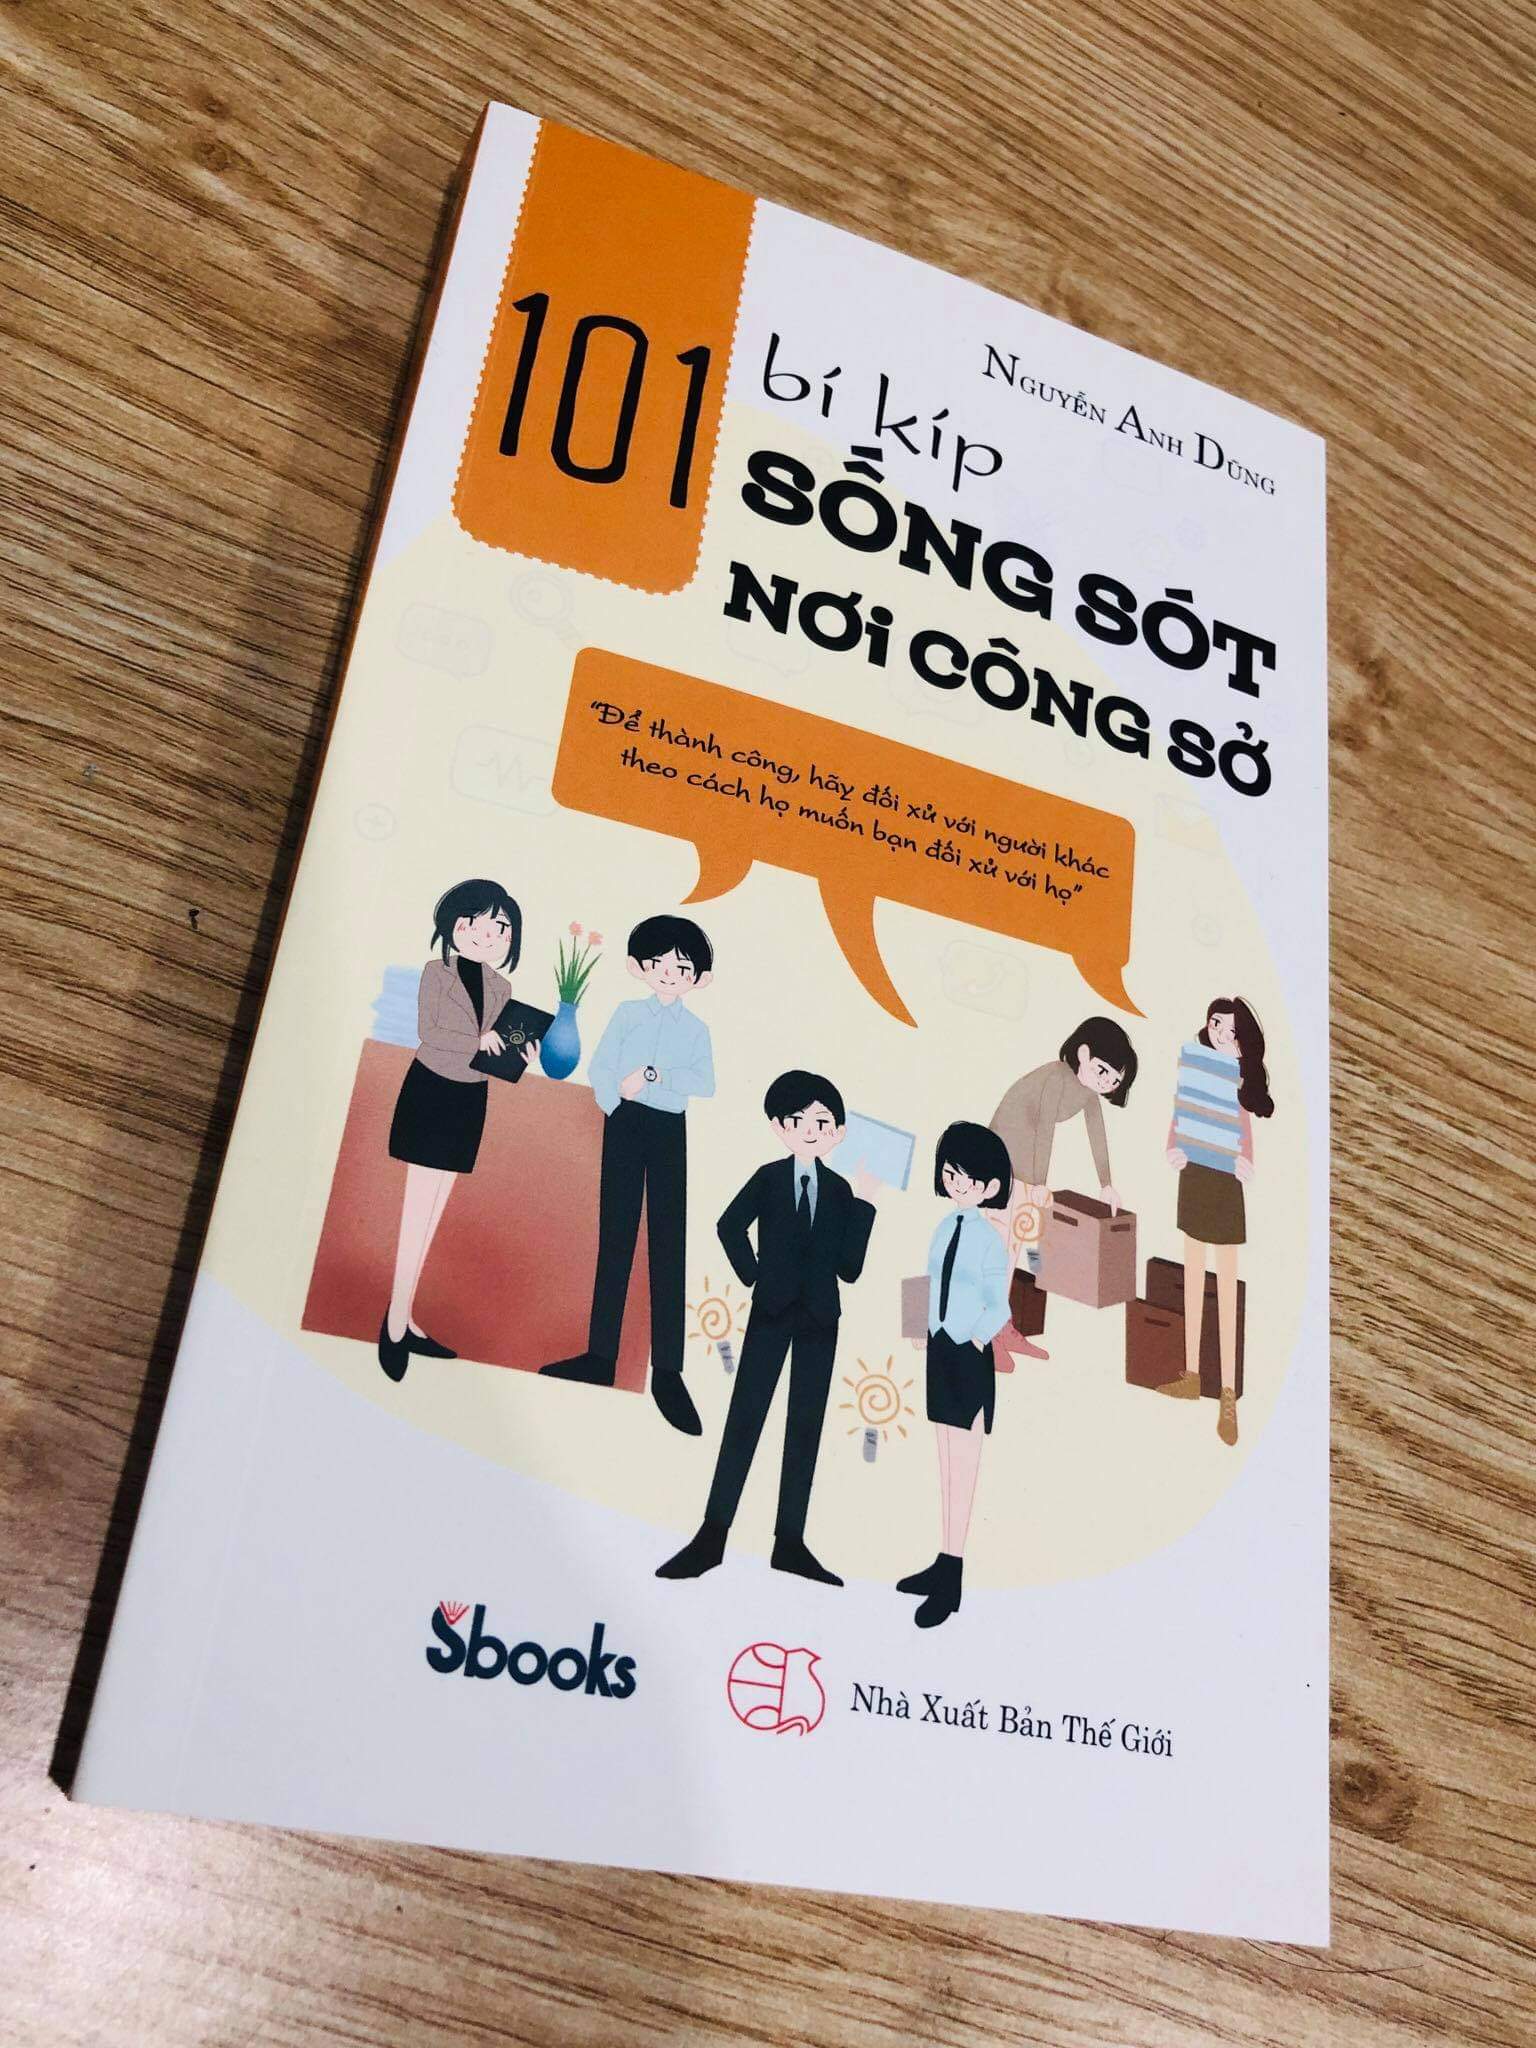 NGUYỄN ANH DŨNG
101
bí kíp
SỐNG SÓT
NƠi CÔNG SỞ
“Để thành công, hãy đối xử với người khác
theo cách họ muốn bạn đối xử với họ”
Sbooks
Nhà Xuất Bản Thế Giới